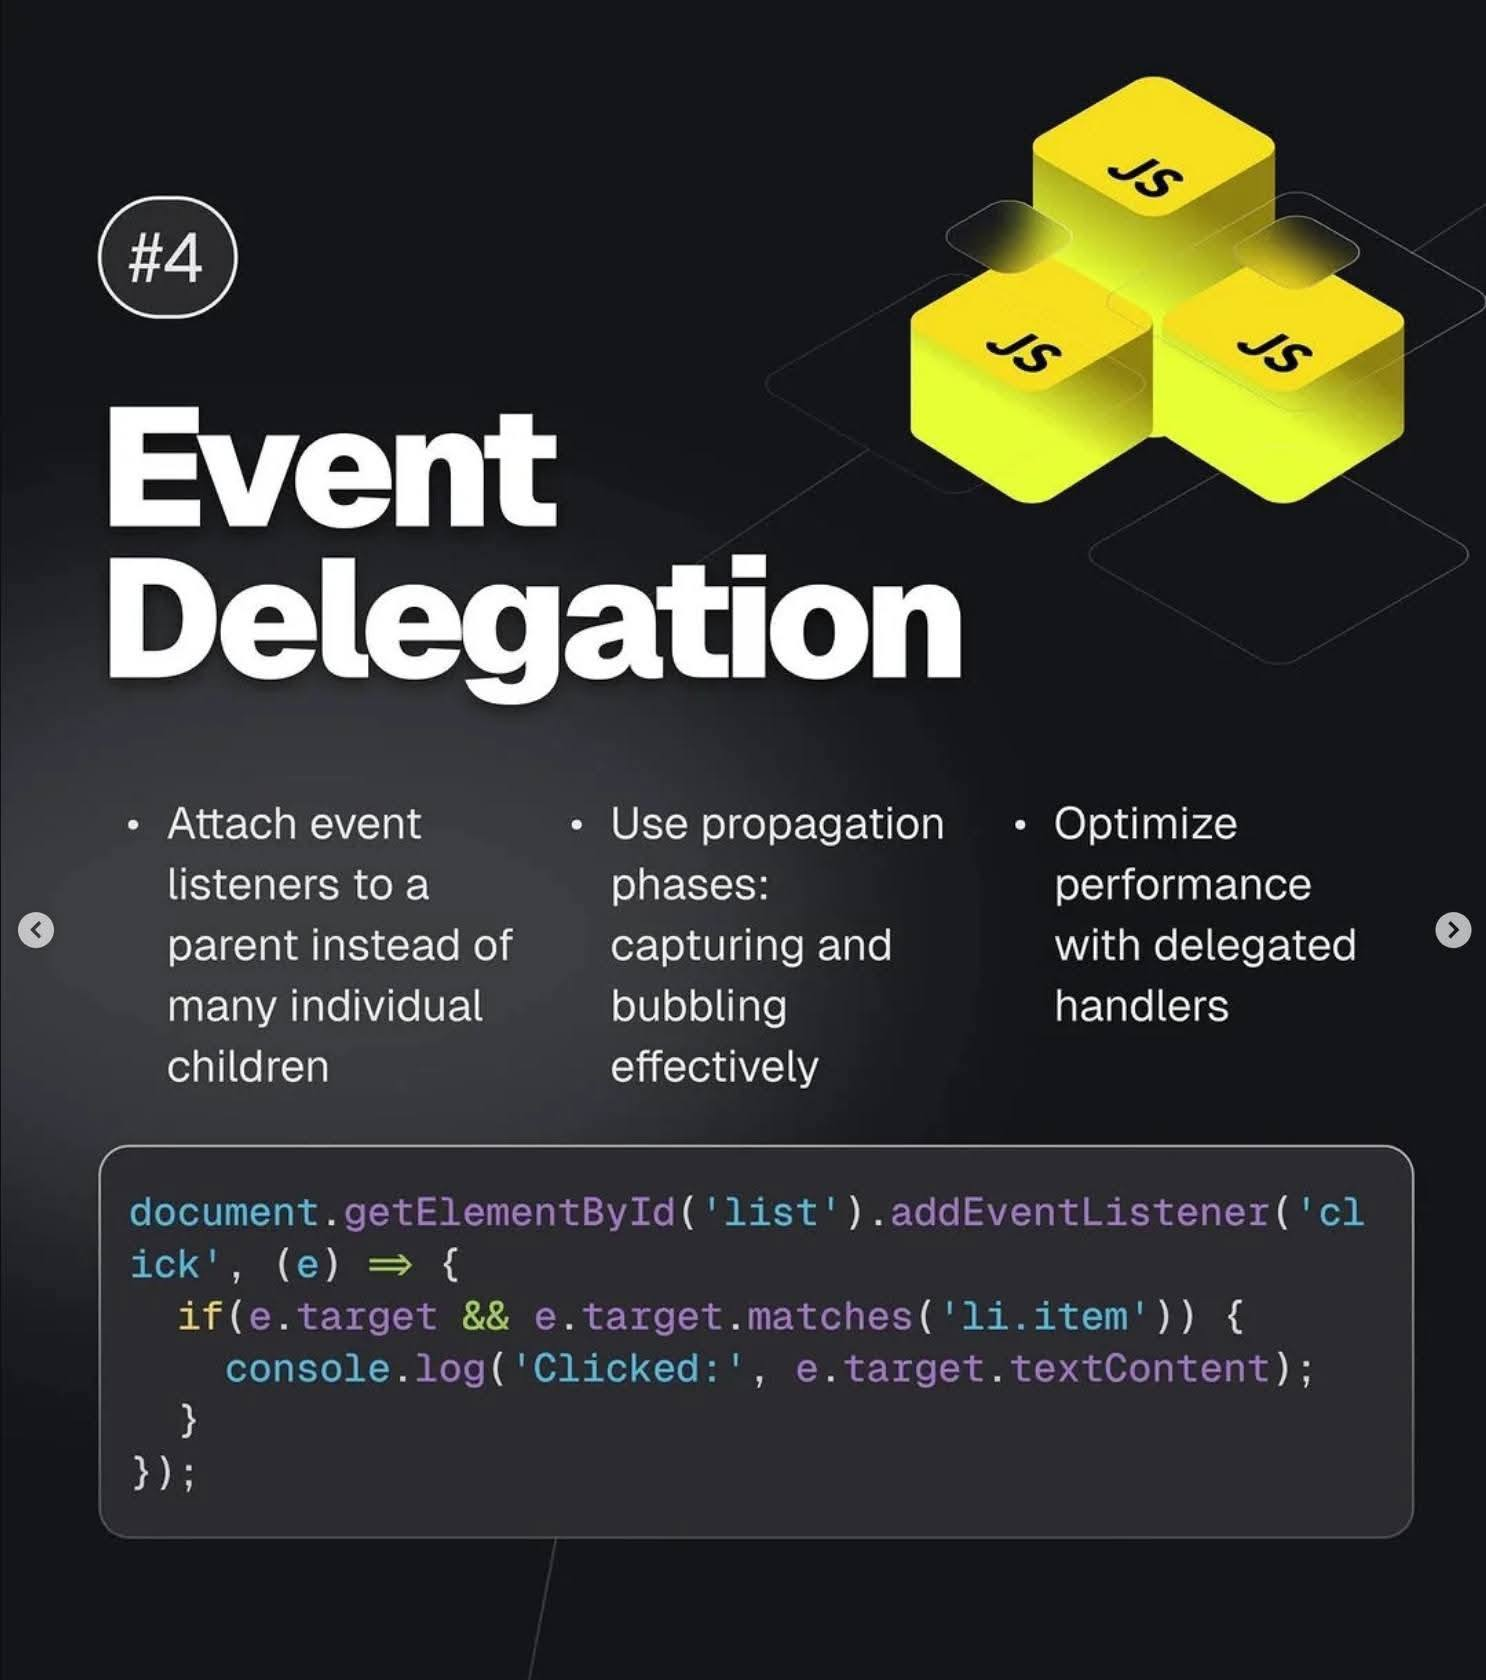 JS
#4
JS
JS
Event
Delegation
• Attach event
listeners to a
parent instead of
many individual
children
• Use propagation
phases:
capturing and
bubbling
effectively
• Optimize
performance
with delegated
handlers
document.getElementById('list').addEventListener('cl
ick', (e) => {
  if(e.target && e.target.matches('li.item')) {
    console.log('Clicked:', e.target.textContent);
  }
});